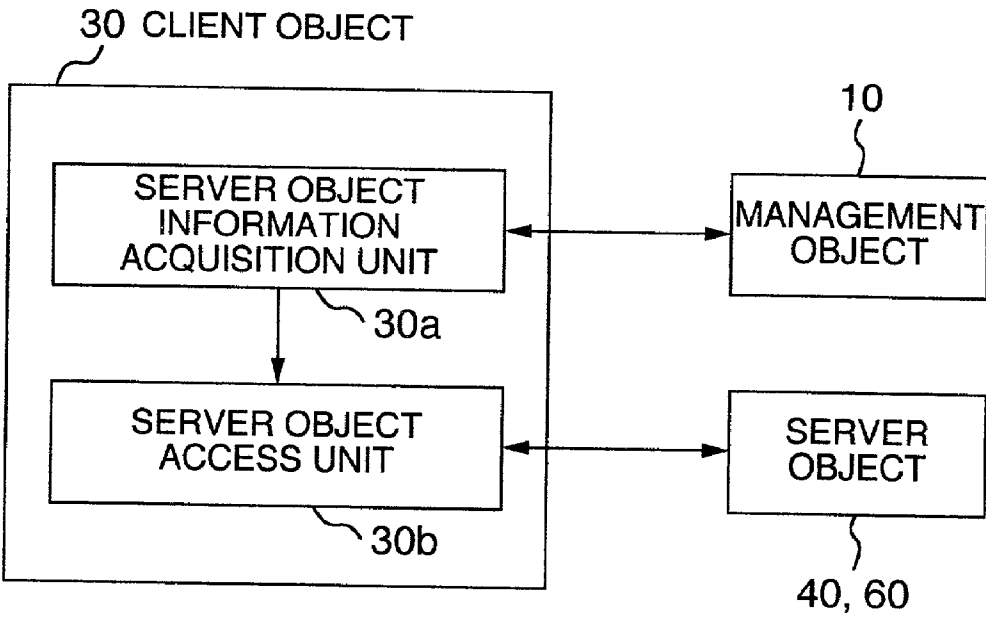 30 CLIENT OBJECT
10
SERVER OBJECT
INFORMATION
ACQUISITION UNIT
MANAGEMENT
OBJECT
30a
SERVER OBJECT
ACCESS UNIT
SERVER
OBJECT
30b
40, 60